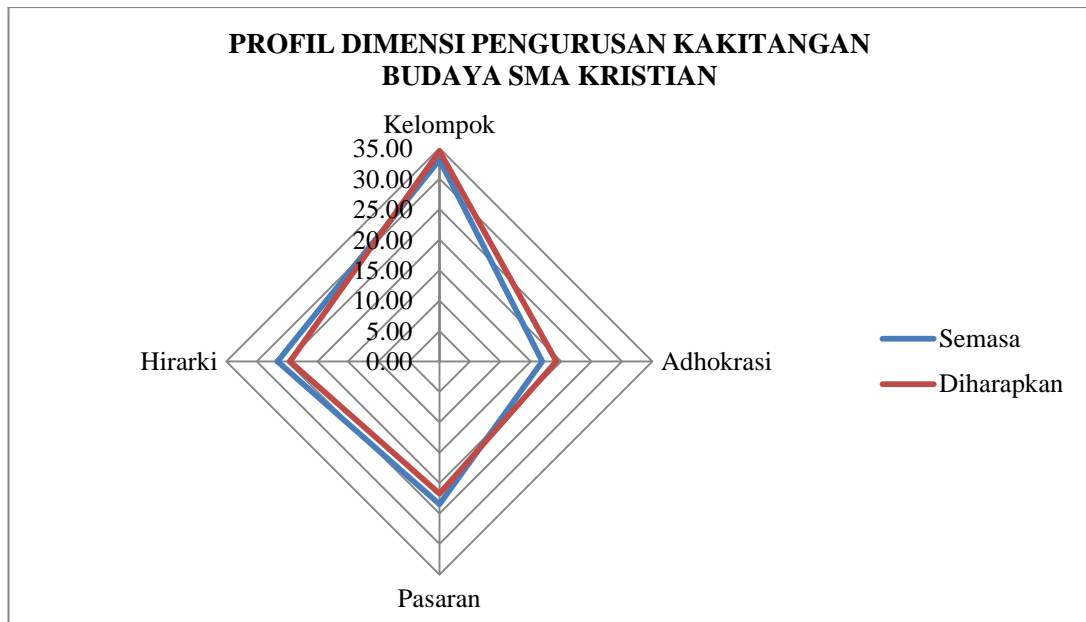 PROFIL DIMENSI PENGURUSAN KAKITANGAN
BUDAYA SMA KRISTIAN
Kelompok
35.00
30.00
25.00
20.00
15.00
10.00
5.00
0.00
Hirarki
Adhokrasi
Pasaran
Semasa
Diharapkan